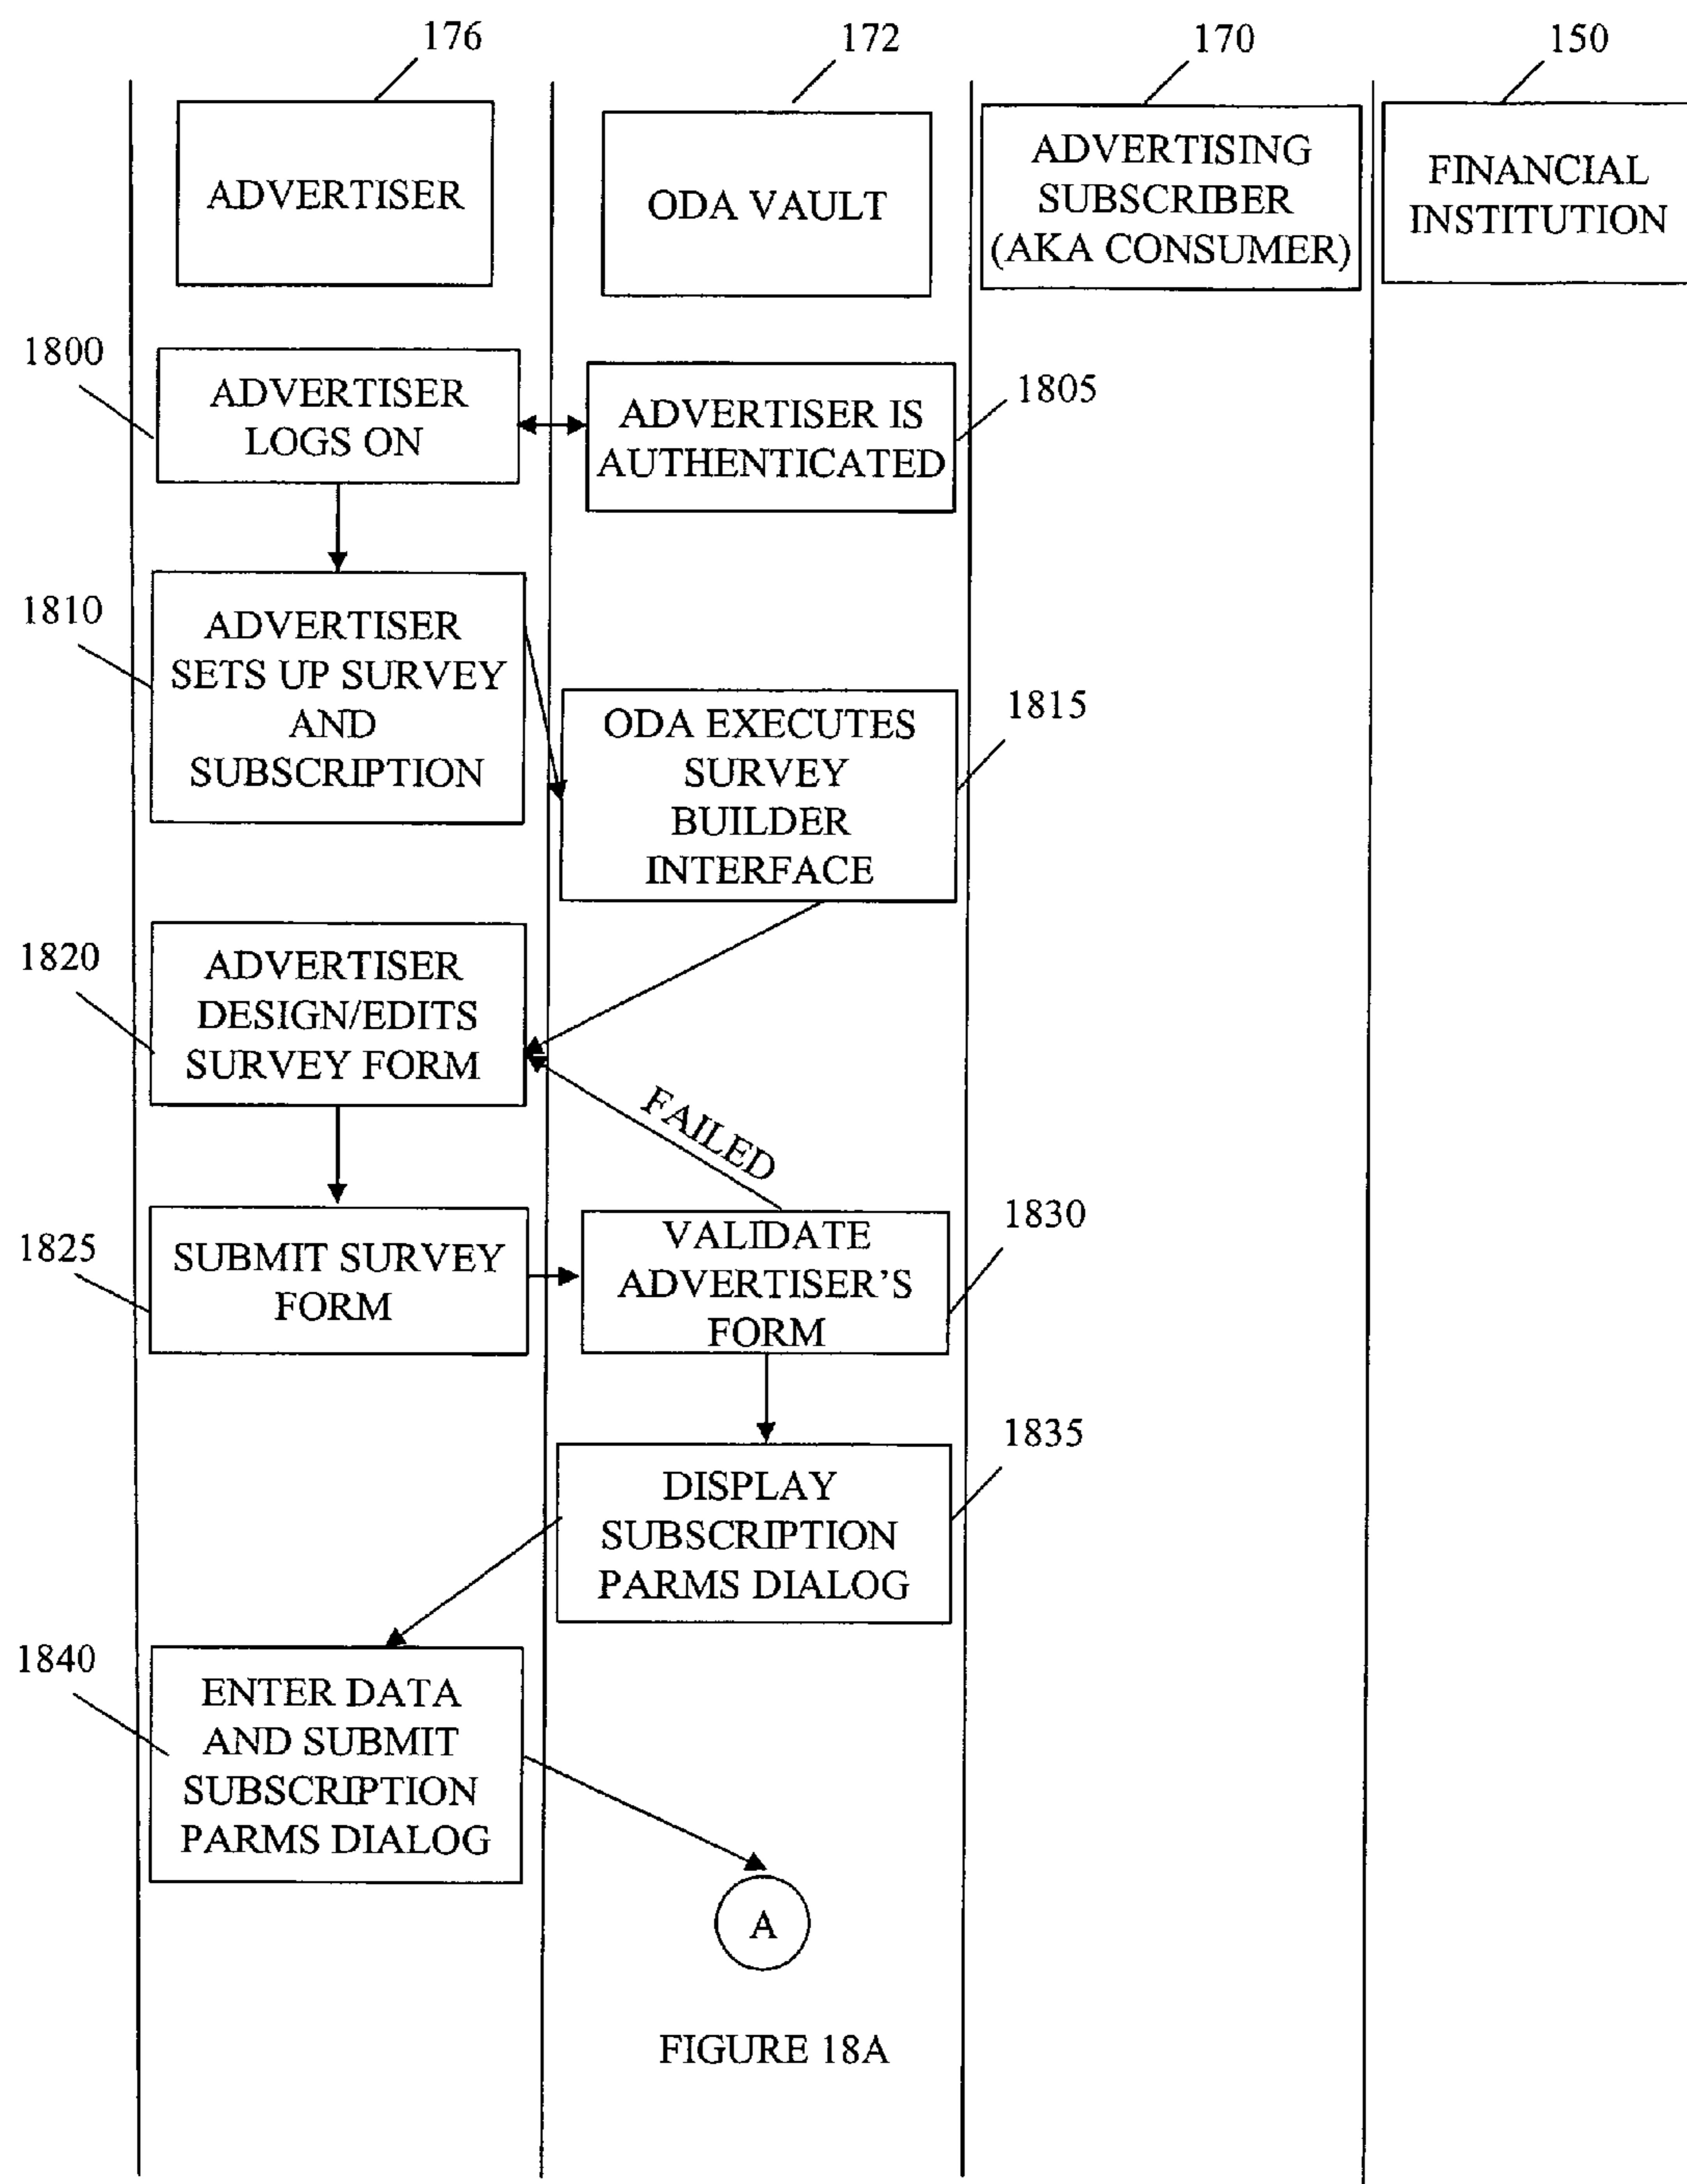 176
172
170
150
ADVERTISER
ODA VAULT
ADVERTISING
SUBSCRIBER
(AKA CONSUMER)
FINANCIAL
INSTITUTION
1800
ADVERTISER
LOGS ON
ADVERTISER IS
AUTHENTICATED
1805
1810
ADVERTISER
SETS UP SURVEY
AND
SUBSCRIPTION
ODA EXECUTES
SURVEY
BUILDER
INTERFACE
1815
1820
ADVERTISER
DESIGN/EDITS
SURVEY FORM
FAILED
1825
SUBMIT SURVEY
FORM
VALIDATE
ADVERTISER'S
FORM
1830
DISPLAY
SUBSCRIPTION
PARMS DIALOG
1835
1840
ENTER DATA
AND SUBMIT
SUBSCRIPTION
PARMS DIALOG
A
FIGURE 18A